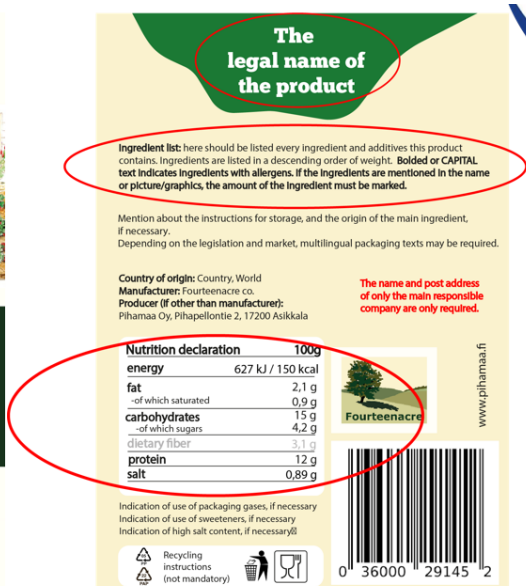 The
legal name of
the product
Ingredient list: here should be listed every ingredient and additives this product
contains. Ingredients are listed in a descending order of weight. Bolded or CAPITAL
text indicates ingredients with allergens. If the ingredients are mentioned in the name
or picture/graphics, the amount of the ingredient must be marked.
Mention about the instructions for storage, and the origin of the main ingredient,
if necessary.
Depending on the legislation and market, multilingual packaging texts may be required.
Country of origin: Country, World
Manufacturer: Fourteenacre co.
Producer (if other than manufacturer):
Pihamaa Oy, Pihapellontie 2, 17200 Asikkala
The name and post address
of only the main responsible
company are only required.
Nutrition declaration 100g
energy 627 kJ / 150 kcal
fat 2,1 g
-of which saturated 0,9 g
carbohydrates 15 g
-of which sugars 4,2 g
dietary fiber 3,1 g
protein 12 g
salt 0,89 g
Fourteenacre
www.pihamaa.fi
Indication of use of packaging gases, if necessary
Indication of use of sweeteners, if necessary
Indication of high salt content, if necessary
Recycling
instructions
(not mandatory)
PP
PAP
0 36000 29145 2